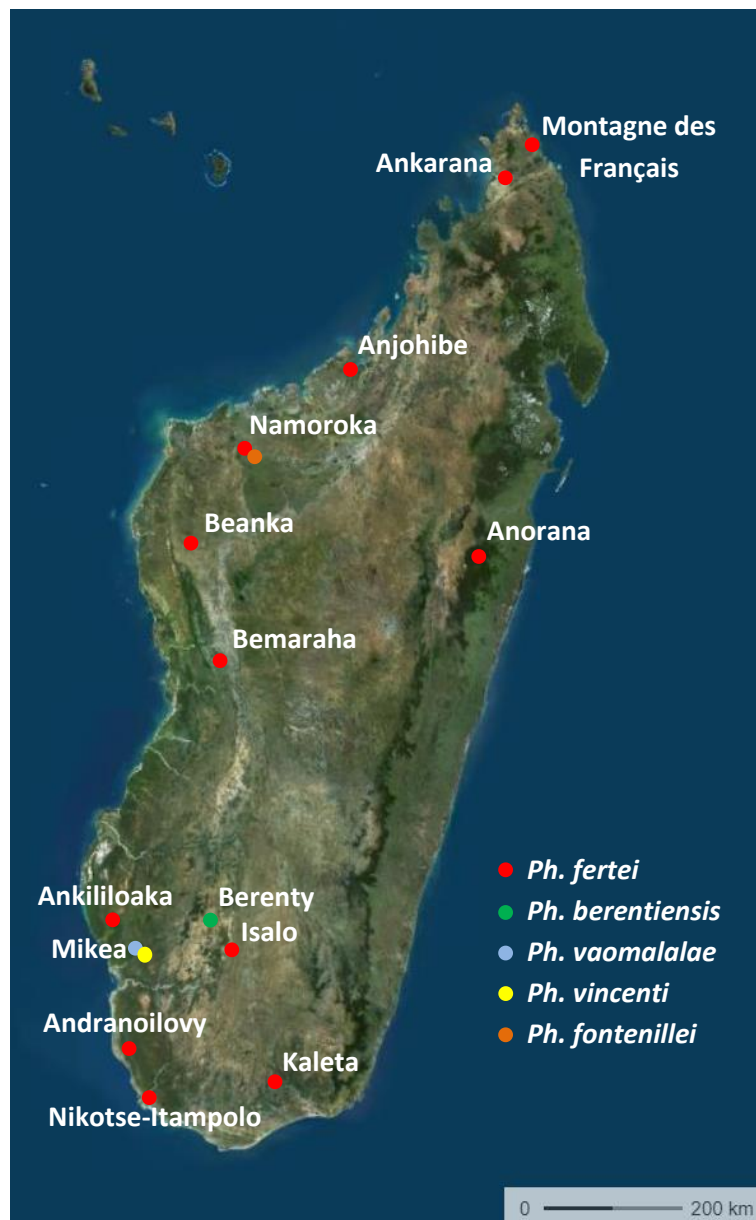 Montagne des
Français
Ankarana
Anjohibe
Namoroka
Beanka
Anorana
Bemaraha
Ankililoaka
Berenty
Isalo
Mikea
Andranoilovy
Kaleta
Nikotse-Itampolo
Ph. fertei
Ph. berentiensis
Ph. vaomalalae
Ph. vincenti
Ph. fontenillei
0 200 km